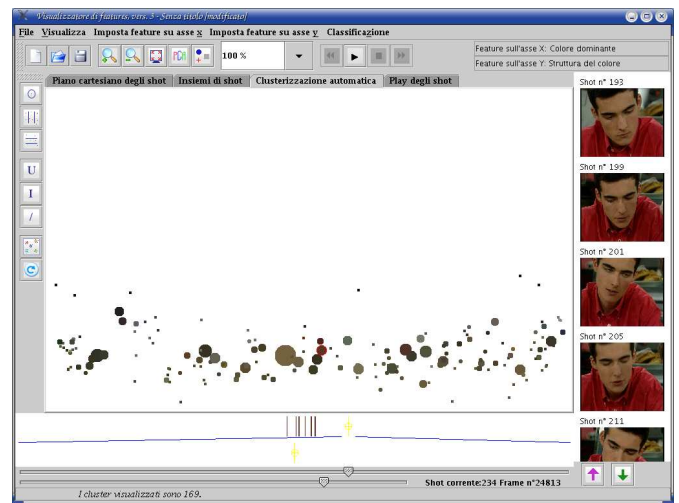 Visualizzatore di features, vers. 3 - Senza titolo [modificato]
File Visualizza Imposta feature su asse x Imposta feature su asse y Classificazione
100 %
Feature sull'asse X: Colore dominante
Feature sull'asse Y: Struttura del colore
Piano cartesiano degli shot Insiemi di shot Clusterizzazione automatica Play degli shot
Shot n° 193
U
I
/
Shot n° 199
Shot n° 201
Shot n° 205
Shot n° 211
Shot corrente:234 Frame n°24813
I cluster visualizzati sono 169.